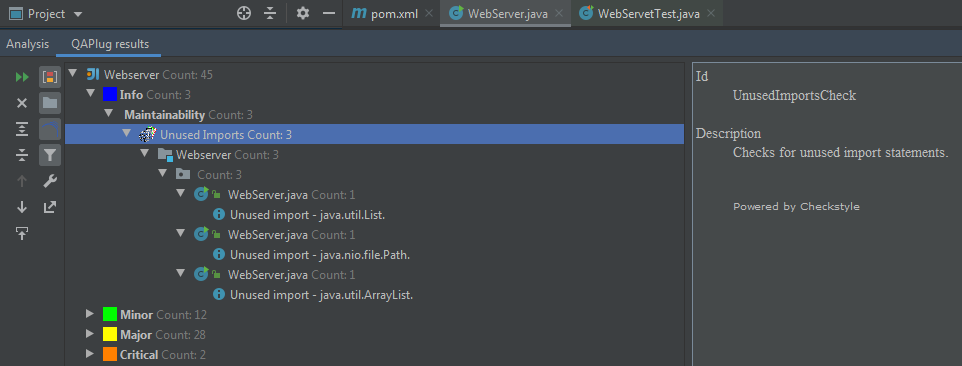 Project
pom.xml
WebServer.java
WebServetTest.java
Analysis
QAPlug results
Webserver Count: 45
Info Count: 3
Maintainability Count: 3
Unused Imports Count: 3
Webserver Count: 3
Count: 3
WebServer.java Count: 1
Unused import - java.util.List.
WebServer.java Count: 1
Unused import - java.nio.file.Path.
WebServer.java Count: 1
Unused import - java.util.ArrayList.
Minor Count: 12
Major Count: 28
Critical Count: 2
Id
UnusedImportsCheck
Description
Checks for unused import statements.
Powered by Checkstyle